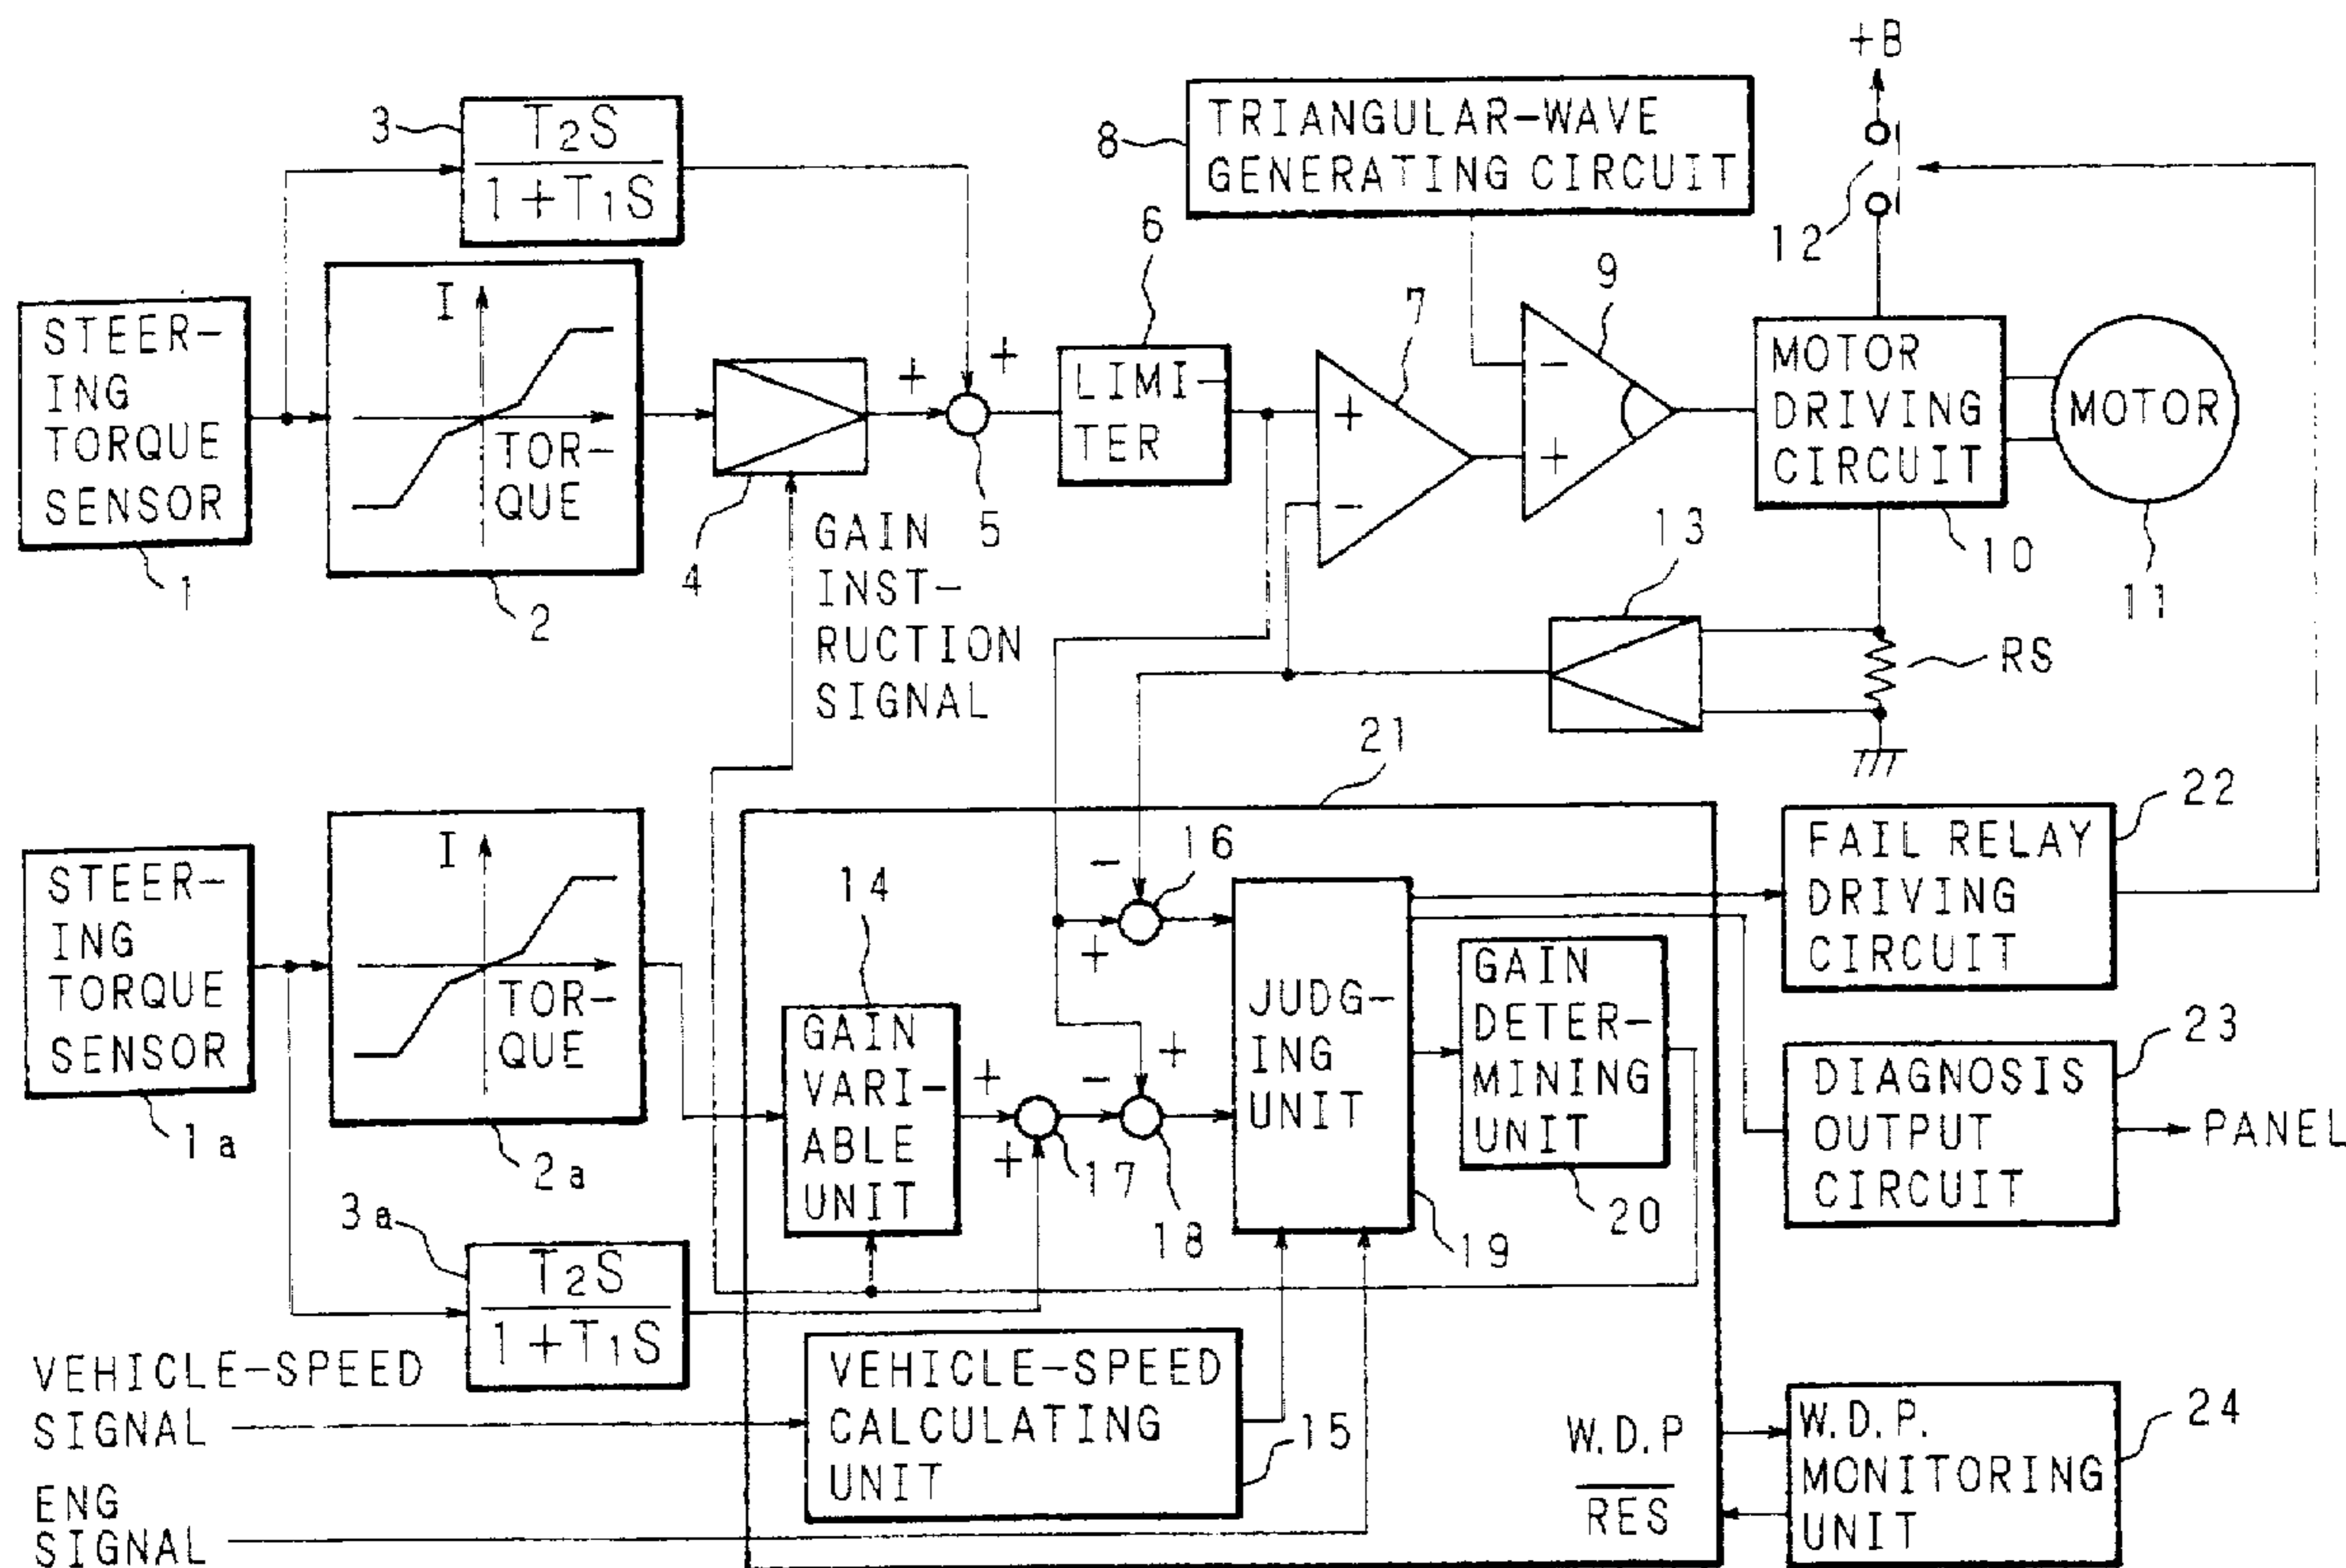 +B
3
T2S
1+T1S
8
TRIANGULAR-WAVE
GENERATING CIRCUIT
12
6
9
7
STEER-
ING
TORQUE
SENSOR
1
I
TOR-
QUE
2
4
+
+
5
LIMI-
TER
+
−
−
+
MOTOR
DRIVING
CIRCUIT
10
MOTOR
11
GAIN
INST-
RUCTION
SIGNAL
13
RS
21
STEER-
ING
TORQUE
SENSOR
1a
I
TOR-
QUE
2a
14
GAIN
VARI-
ABLE
UNIT
−
+
16
+
+
17
−
+
18
JUDG-
ING
UNIT
19
GAIN
DETER-
MINING
UNIT
20
FAIL RELAY
DRIVING
CIRCUIT
22
DIAGNOSIS
OUTPUT
CIRCUIT
23
PANEL
3a
T2S
1+T1S
VEHICLE-SPEED
SIGNAL
VEHICLE-SPEED
CALCULATING
UNIT
15
ENG
SIGNAL
W.D.P
RES
W.D.P.
MONITORING
UNIT
24